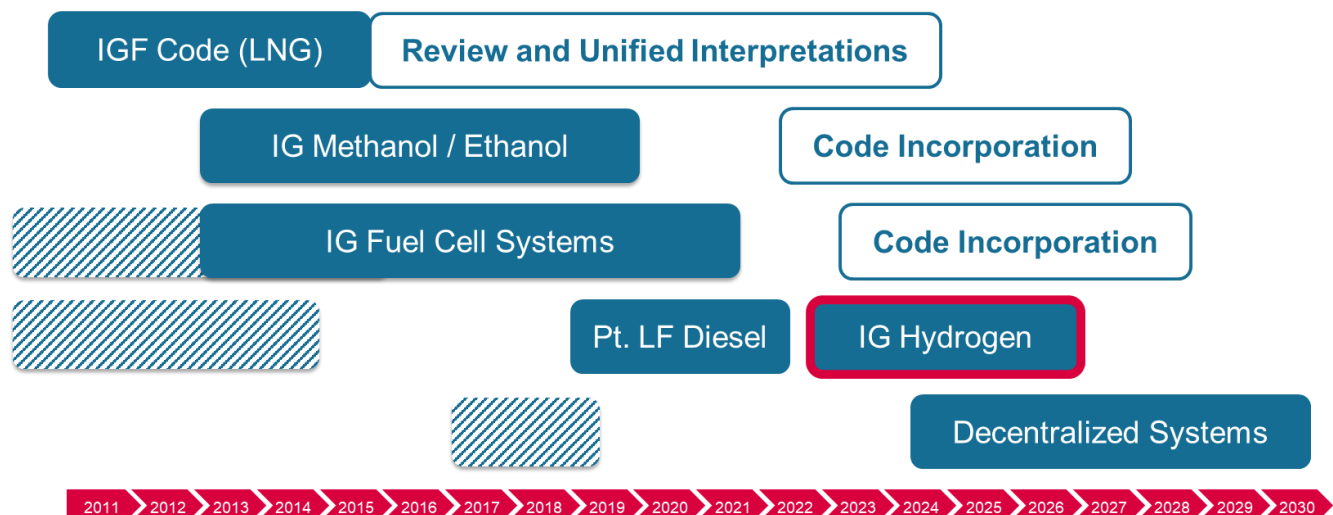 IGF Code (LNG)
Review and Unified Interpretations
IG Methanol / Ethanol
Code Incorporation
IG Fuel Cell Systems
Code Incorporation
Pt. LF Diesel
IG Hydrogen
Decentralized Systems
2011 2012 2013 2014 2015 2016 2017 2018 2019 2020 2021 2022 2023 2024 2025 2026 2027 2028 2029 2030